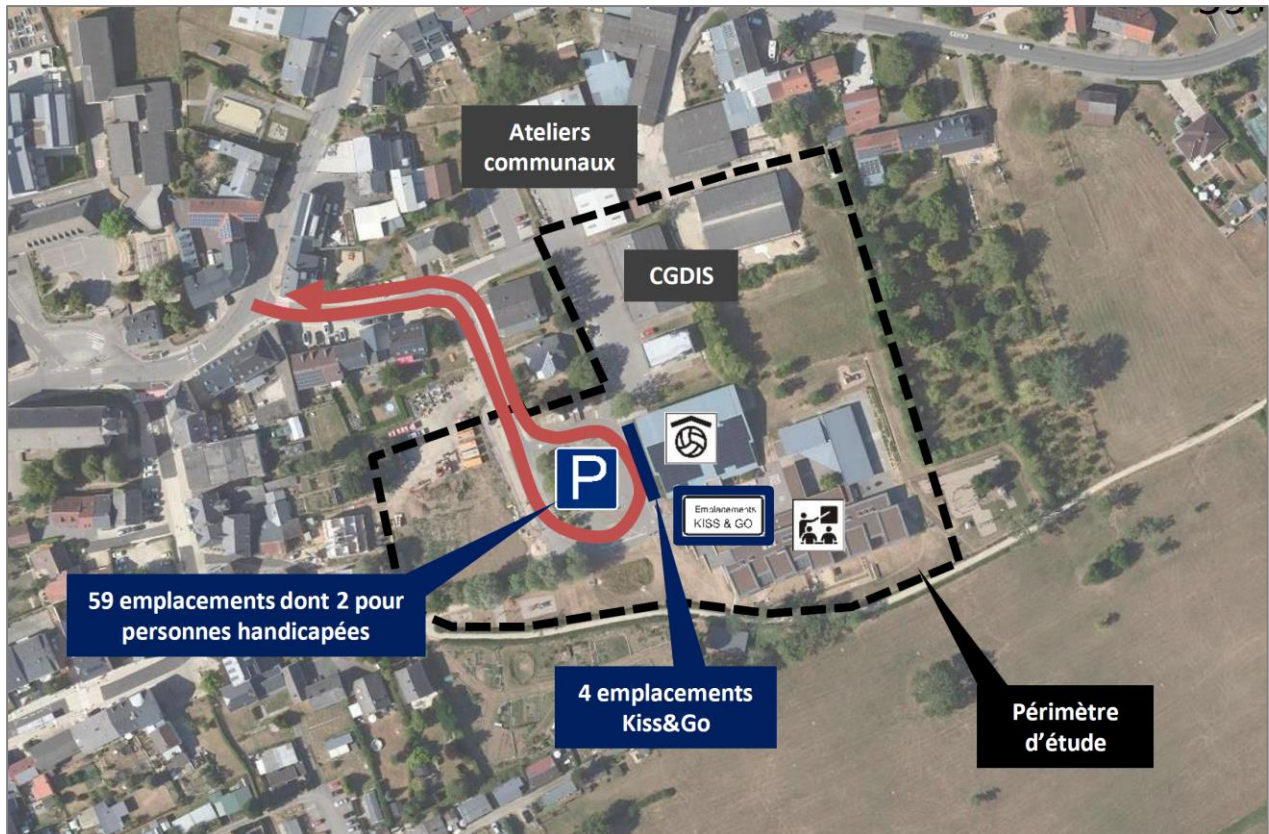 Ateliers
communaux
CGDIS
P
Emplacements
KISS & GO
59 emplacements dont 2 pour
personnes handicapées
4 emplacements
Kiss&Go
Périmètre
d'étude